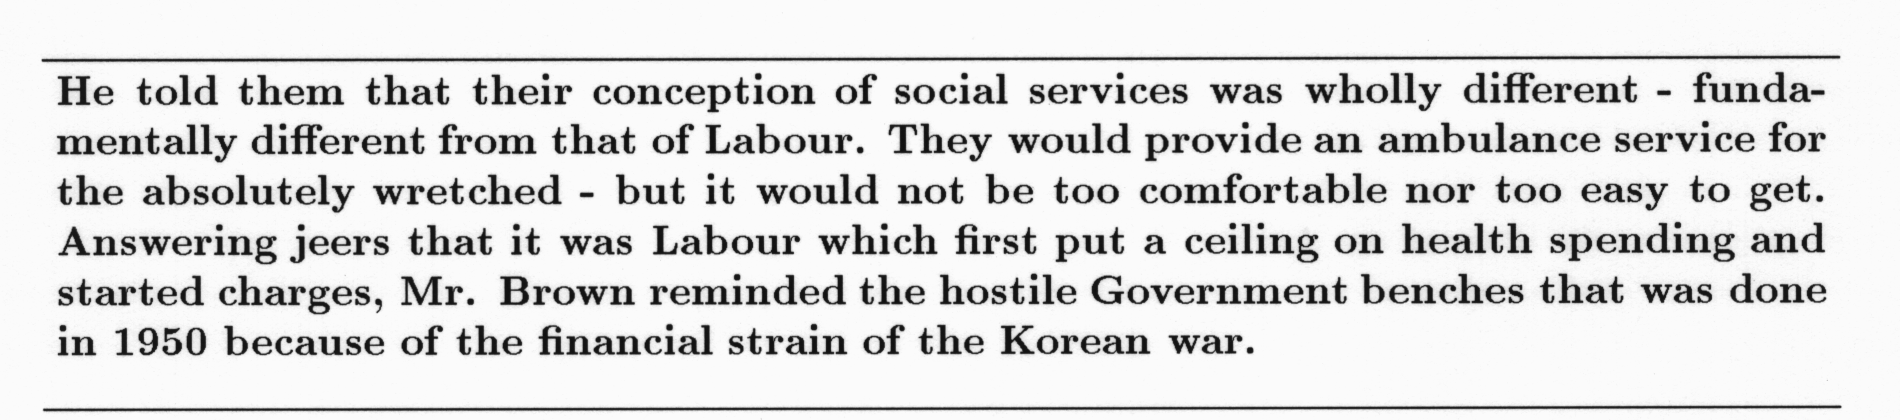 He told them that their conception of social services was wholly different - funda-
mentally different from that of Labour. They would provide an ambulance service for
the absolutely wretched - but it would not be too comfortable nor too easy to get.
Answering jeers that it was Labour which first put a ceiling on health spending and
started charges, Mr. Brown reminded the hostile Government benches that was done
in 1950 because of the financial strain of the Korean war.